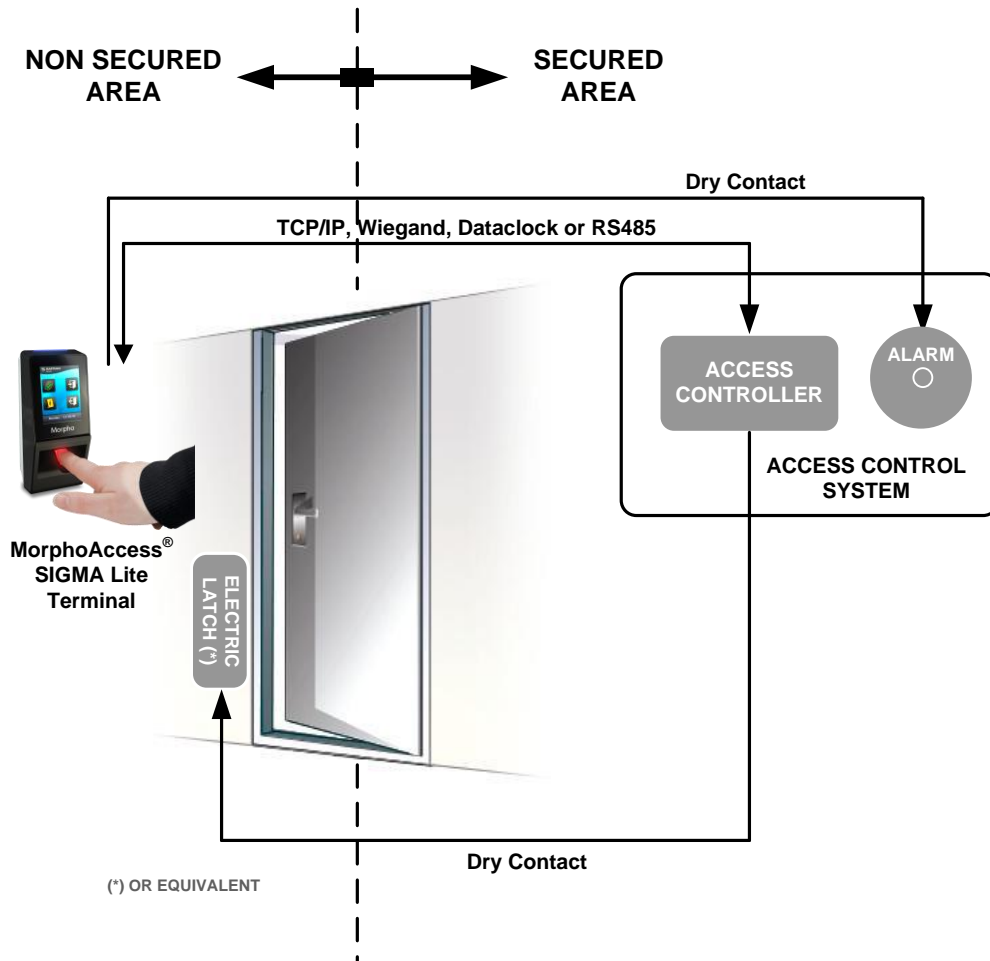 NON SECURED
AREA
SECURED
AREA
Dry Contact
TCP/IP, Wiegand, Dataclock or RS485
ACCESS
CONTROLLER
ALARM
ACCESS CONTROL
SYSTEM
Morpho
MorphoAccess®
SIGMA Lite
Terminal
ELECTRIC
LATCH (*)
Dry Contact
(*) OR EQUIVALENT